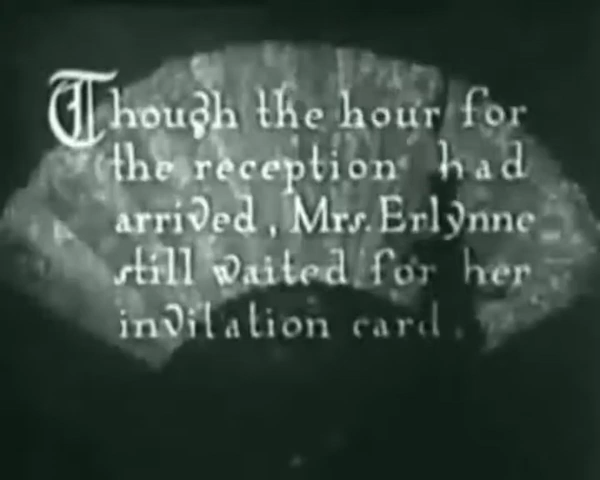 Though the hour for
the reception had
arrived, Mrs. Erlynne
still waited for her
invitation card.